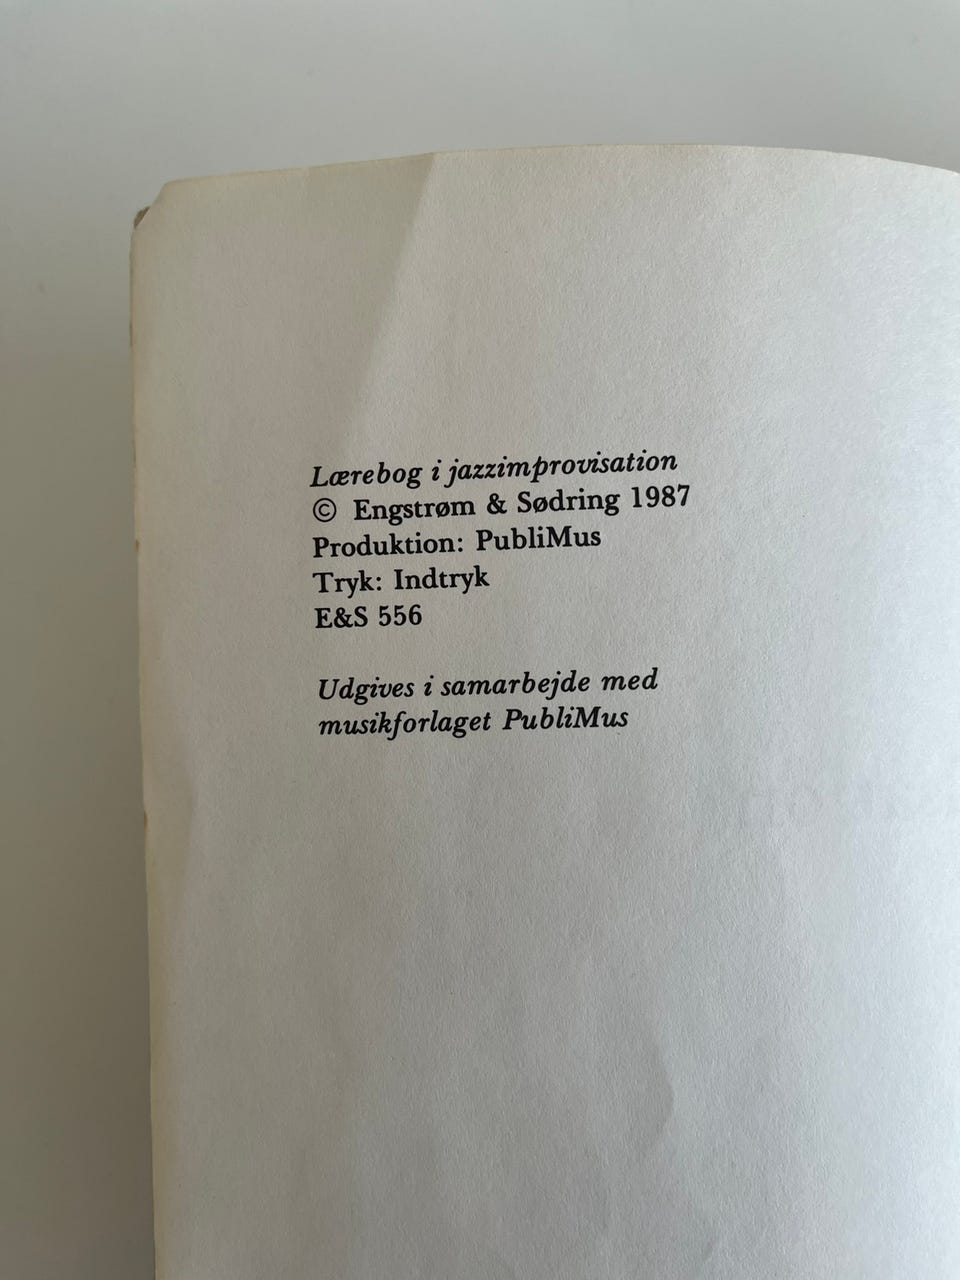 Lærebog i jazzimprovisation
© Engstrøm & Sødring 1987
Produktion: PubliMus
Tryk: Indtryk
E&S 556
Udgives i samarbejde med
musikforlaget PubliMus